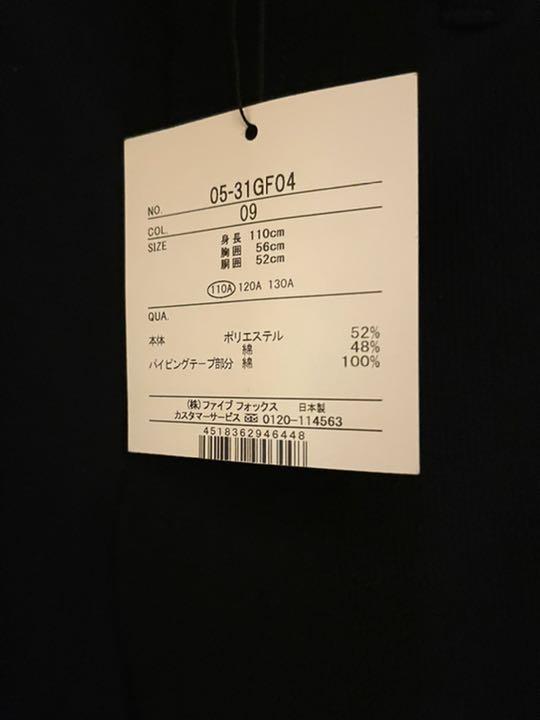 NO. 05-31GF04
COL. 09
SIZE 身長 110cm
胸囲 56cm
胴囲 52cm
110A 120A 130A
QUA.
本体 ポリエステル 52%
綿 48%
パイピングテープ部分 綿 100%
(株)ファイブ フォックス 日本製
カスタマーサービス 0120-114563
4518362946448